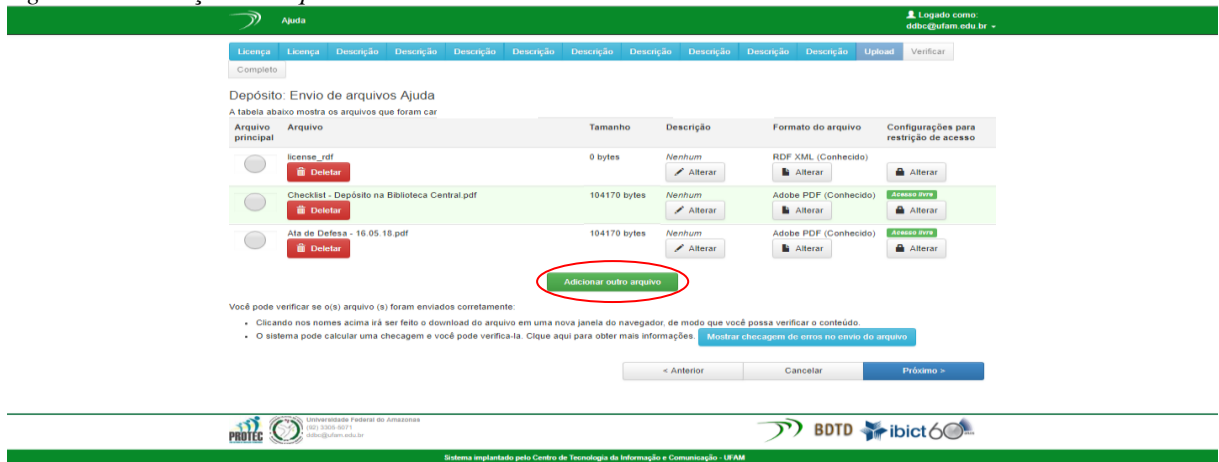 Ajuda
Logado como:
ddbc@ufam.edu.br
Licença Licença Descrição Descrição Descrição Descrição Descrição Descrição Descrição Descrição Descrição Upload Verificar
Completo
Depósito: Envio de arquivos Ajuda
A tabela abaixo mostra os arquivos que foram car
Arquivo principal Arquivo Tamanho Descrição Formato do arquivo Configurações para restrição de acesso
license_rdf 0 bytes Nenhum RDF XML (Conhecido)
Deletar Alterar Alterar Alterar
Checklist - Depósito na Biblioteca Central.pdf 104170 bytes Nenhum Adobe PDF (Conhecido) Acesso livre
Deletar Alterar Alterar Alterar
Ata de Defesa - 16.05.18.pdf 104170 bytes Nenhum Adobe PDF (Conhecido) Acesso livre
Deletar Alterar Alterar Alterar
Adicionar outro arquivo
Você pode verificar se o(s) arquivo (s) foram enviados corretamente:
• Clicando nos nomes acima irá ser feito o download do arquivo em uma nova janela do navegador, de modo que você possa verificar o conteúdo.
• O sistema pode calcular uma checagem e você pode verifica-la. Clque aqui para obter mais informações. Mostrar checagem de erros no envio do arquivo
< Anterior Cancelar Próximo >
PROTEC
Universidade Federal do Amazonas
ddbc@ufam.edu.br
BDTD ibict 60
Sistema implantado pelo Centro de Tecnologia da Informação e Comunicação - UFAM